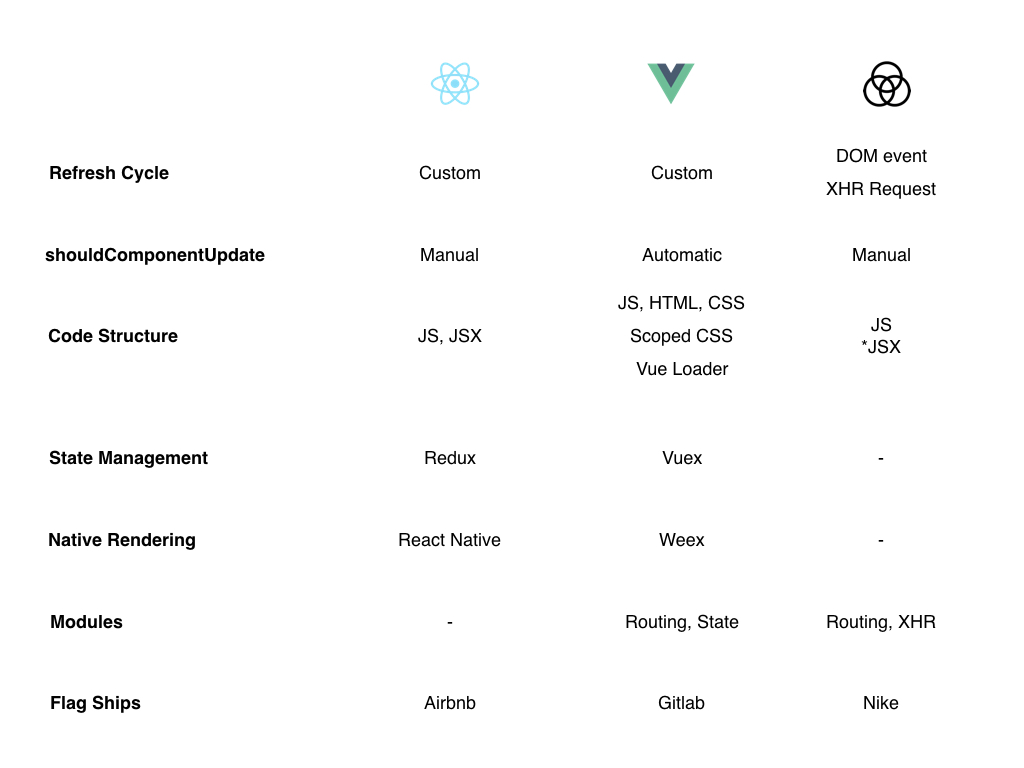 Refresh Cycle Custom Custom DOM event
XHR Request
shouldComponentUpdate Manual Automatic Manual
Code Structure JS, JSX JS, HTML, CSS
Scoped CSS
Vue Loader JS
*JSX
State Management Redux Vuex -
Native Rendering React Native Weex -
Modules - Routing, State Routing, XHR
Flag Ships Airbnb Gitlab Nike